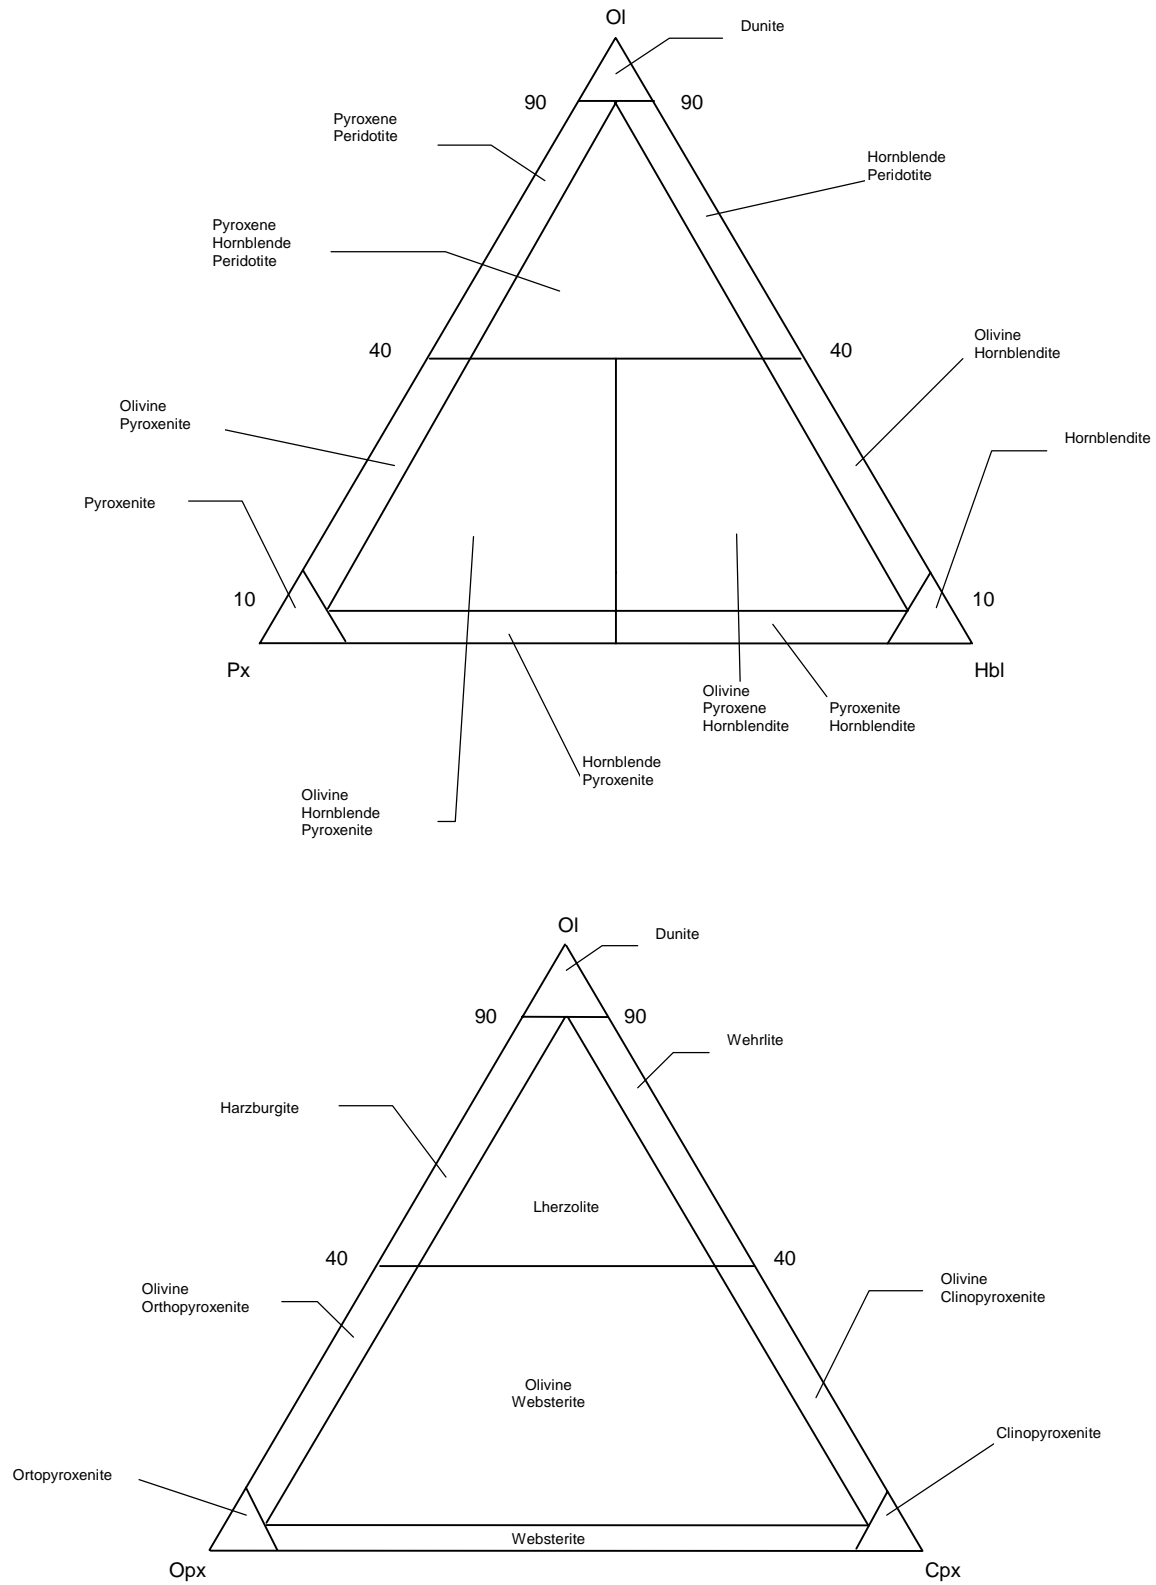 Ol
Dunite
90
90
Pyroxene
Peridotite
Hornblende
Peridotite
Pyroxene
Hornblende
Peridotite
40
40
Olivine
Hornblendite
Olivine
Pyroxenite
Hornblendite
Pyroxenite
10
10
Px
Hbl
Olivine
Pyroxene
Hornblendite
Pyroxenite
Hornblendite
Hornblende
Pyroxenite
Olivine
Hornblende
Pyroxenite
Ol
Dunite
90
90
Wehrlite
Harzburgite
Lherzolite
40
40
Olivine
Orthopyroxenite
Olivine
Clinopyroxenite
Olivine
Websterite
Clinopyroxenite
Ortopyroxenite
Websterite
Opx
Cpx